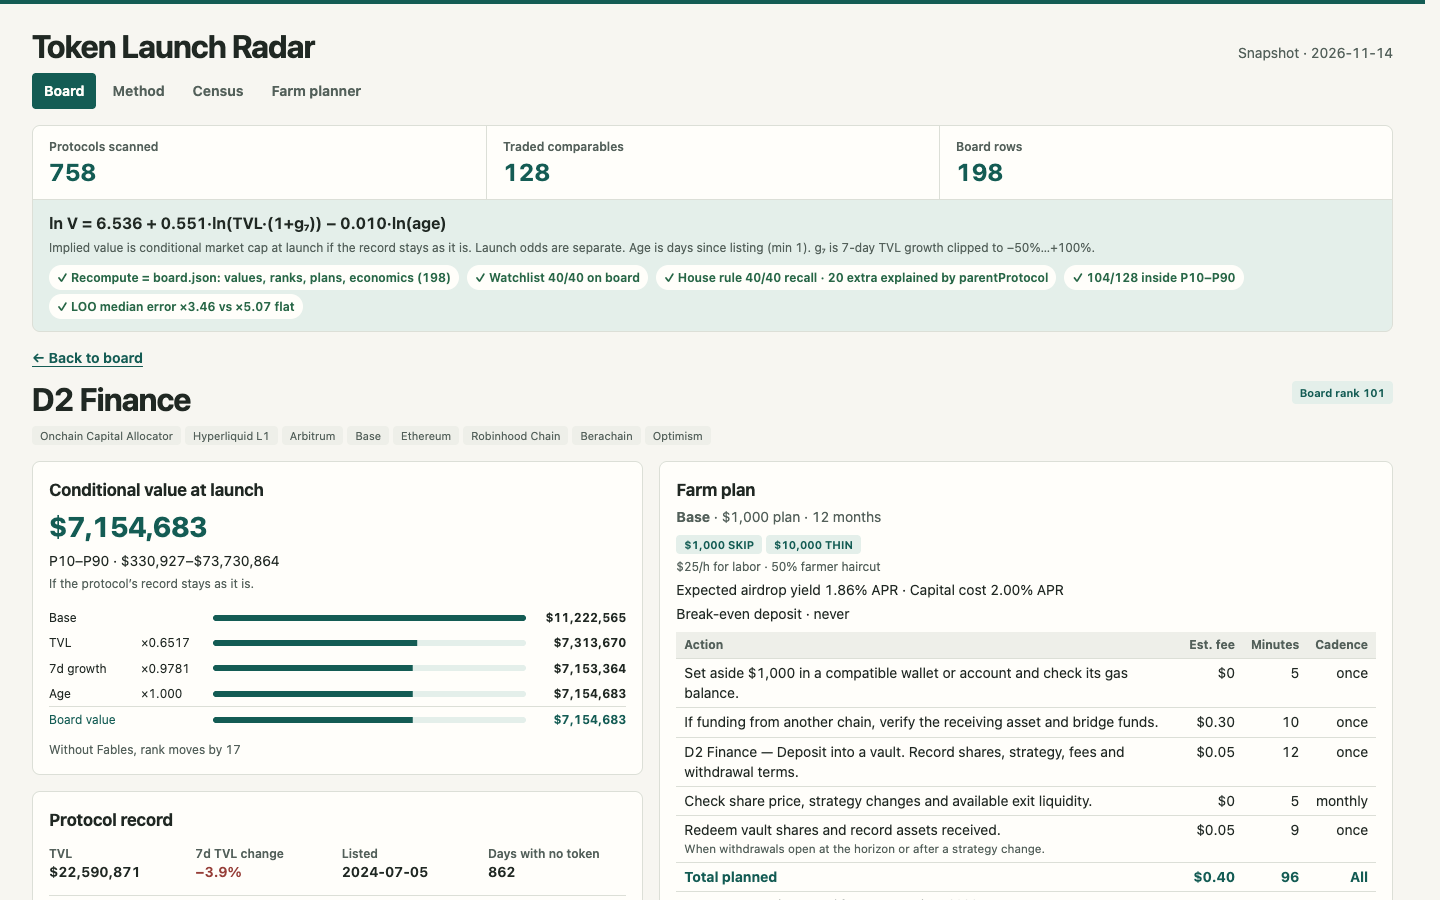 Token Launch Radar
Snapshot · 2026-11-14
Board Method Census Farm planner
Protocols scanned
758
Traded comparables
128
Board rows
198
ln V = 6.536 + 0.551·ln(TVL·(1+g₇)) − 0.010·ln(age)
Implied value is conditional market cap at launch if the record stays as it is. Launch odds are separate. Age is days since listing (min 1). g₇ is 7-day TVL growth clipped to −50%…+100%.
✓ Recompute = board.json: values, ranks, plans, economics (198)
✓ Watchlist 40/40 on board
✓ House rule 40/40 recall · 20 extra explained by parentProtocol
✓ 104/128 inside P10–P90
✓ LOO median error ×3.46 vs ×5.07 flat
← Back to board
D2 Finance
Board rank 101
Onchain Capital Allocator Hyperliquid L1 Arbitrum Base Ethereum Robinhood Chain Berachain Optimism
Conditional value at launch
$7,154,683
P10–P90 · $330,927–$73,730,864
If the protocol's record stays as it is.
Base $11,222,565
TVL ×0.6517 $7,313,670
7d growth ×0.9781 $7,153,364
Age ×1.000 $7,154,683
Board value $7,154,683
Without Fables, rank moves by 17
Protocol record
TVL 7d TVL change Listed Days with no token
$22,590,871 −3.9% 2024-07-05 862
Farm plan
Base · $1,000 plan · 12 months
$1,000 SKIP $10,000 THIN
$25/h for labor · 50% farmer haircut
Expected airdrop yield 1.86% APR · Capital cost 2.00% APR
Break-even deposit · never
Action Est. fee Minutes Cadence
Set aside $1,000 in a compatible wallet or account and check its gas $0 5 once
balance.
If funding from another chain, verify the receiving asset and bridge funds. $0.30 10 once
D2 Finance — Deposit into a vault. Record shares, strategy, fees and $0.05 12 once
withdrawal terms.
Check share price, strategy changes and available exit liquidity. $0 5 monthly
Redeem vault shares and record assets received. $0.05 9 once
When withdrawals open at the horizon or after a strategy change.
Total planned $0.40 96 All